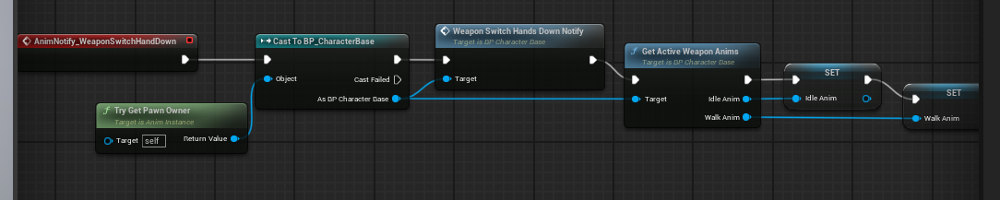 AnimNotify_WeaponSwitchHandDown
Cast To BP_CharacterBase
Object
Cast Failed
As BP Character Base
Try Get Pawn Owner
Target is Anim Instance
Target self
Return Value
Weapon Switch Hands Down Notify
Target is BP Character Base
Target
Get Active Weapon Anims
Target is BP Character Base
Target
Idle Anim
Walk Anim
SET
Idle Anim
SET
Walk Anim